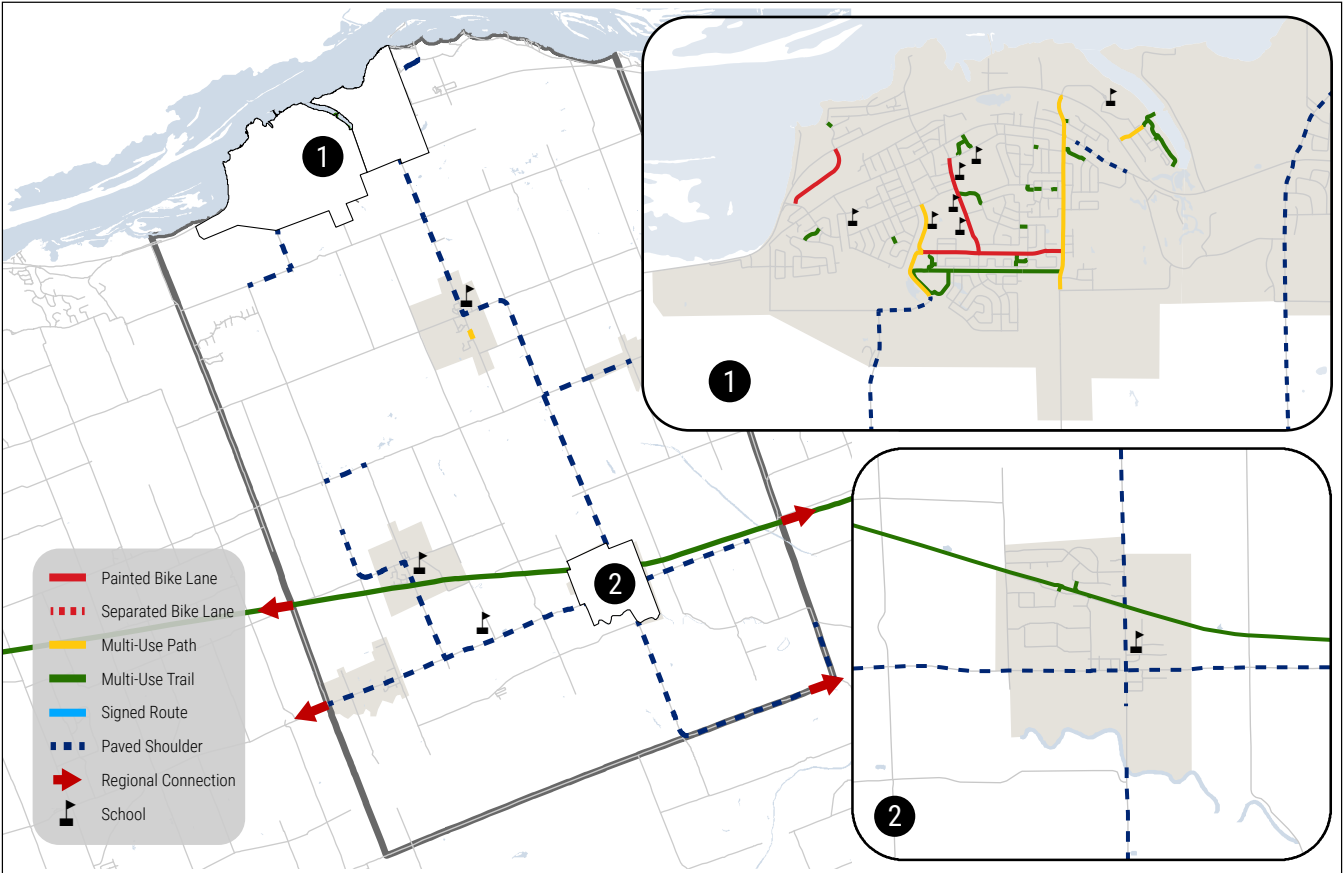 1
1
2
2
Painted Bike Lane
Separated Bike Lane
Multi-Use Path
Multi-Use Trail
Signed Route
Paved Shoulder
Regional Connection
School